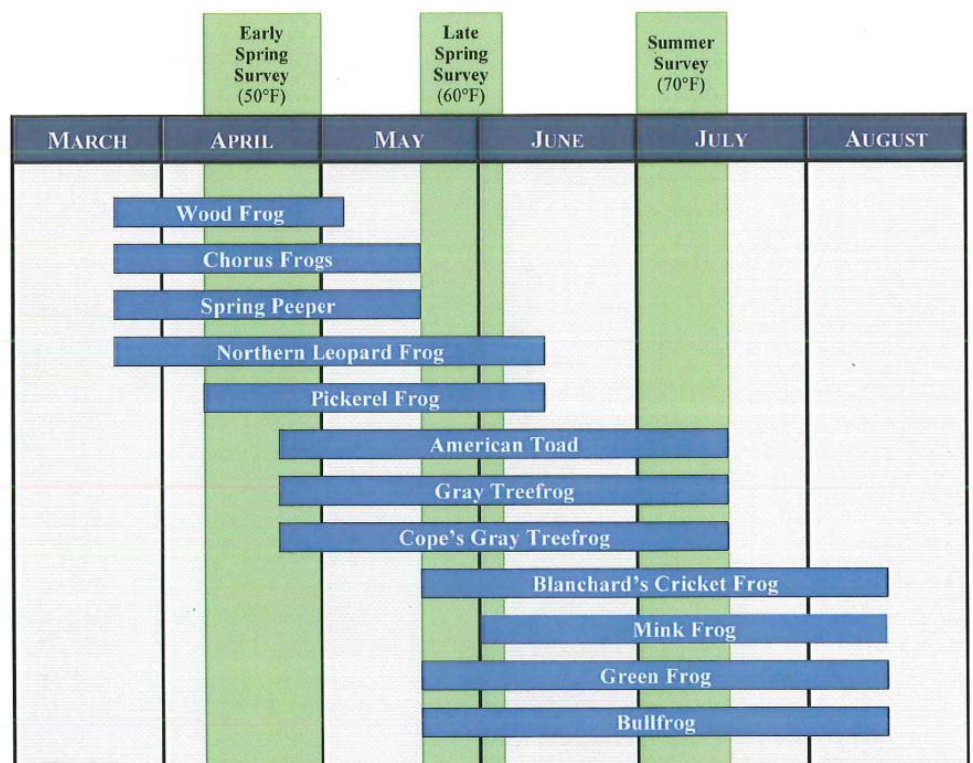 Early
Spring
Survey
(50°F)
Late
Spring
Survey
(60°F)
Summer
Survey
(70°F)
MARCH
APRIL
MAY
JUNE
JULY
AUGUST
Wood Frog
Chorus Frogs
Spring Peeper
Northern Leopard Frog
Pickerel Frog
American Toad
Gray Treefrog
Cope's Gray Treefrog
Blanchard's Cricket Frog
Mink Frog
Green Frog
Bullfrog